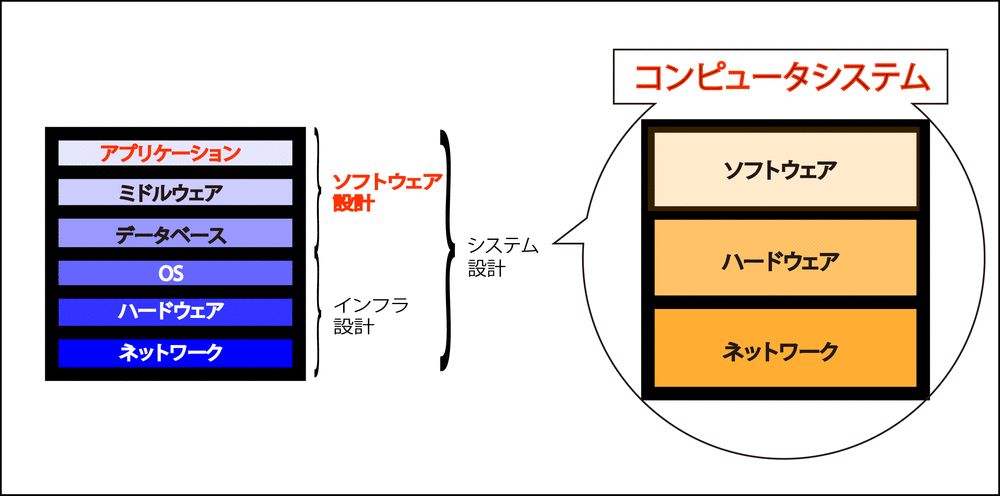 アプリケーション
ミドルウェア
データベース
OS
ハードウェア
ネットワーク
ソフトウェア
設計
インフラ
設計
システム
設計
コンピュータシステム
ソフトウェア
ハードウェア
ネットワーク